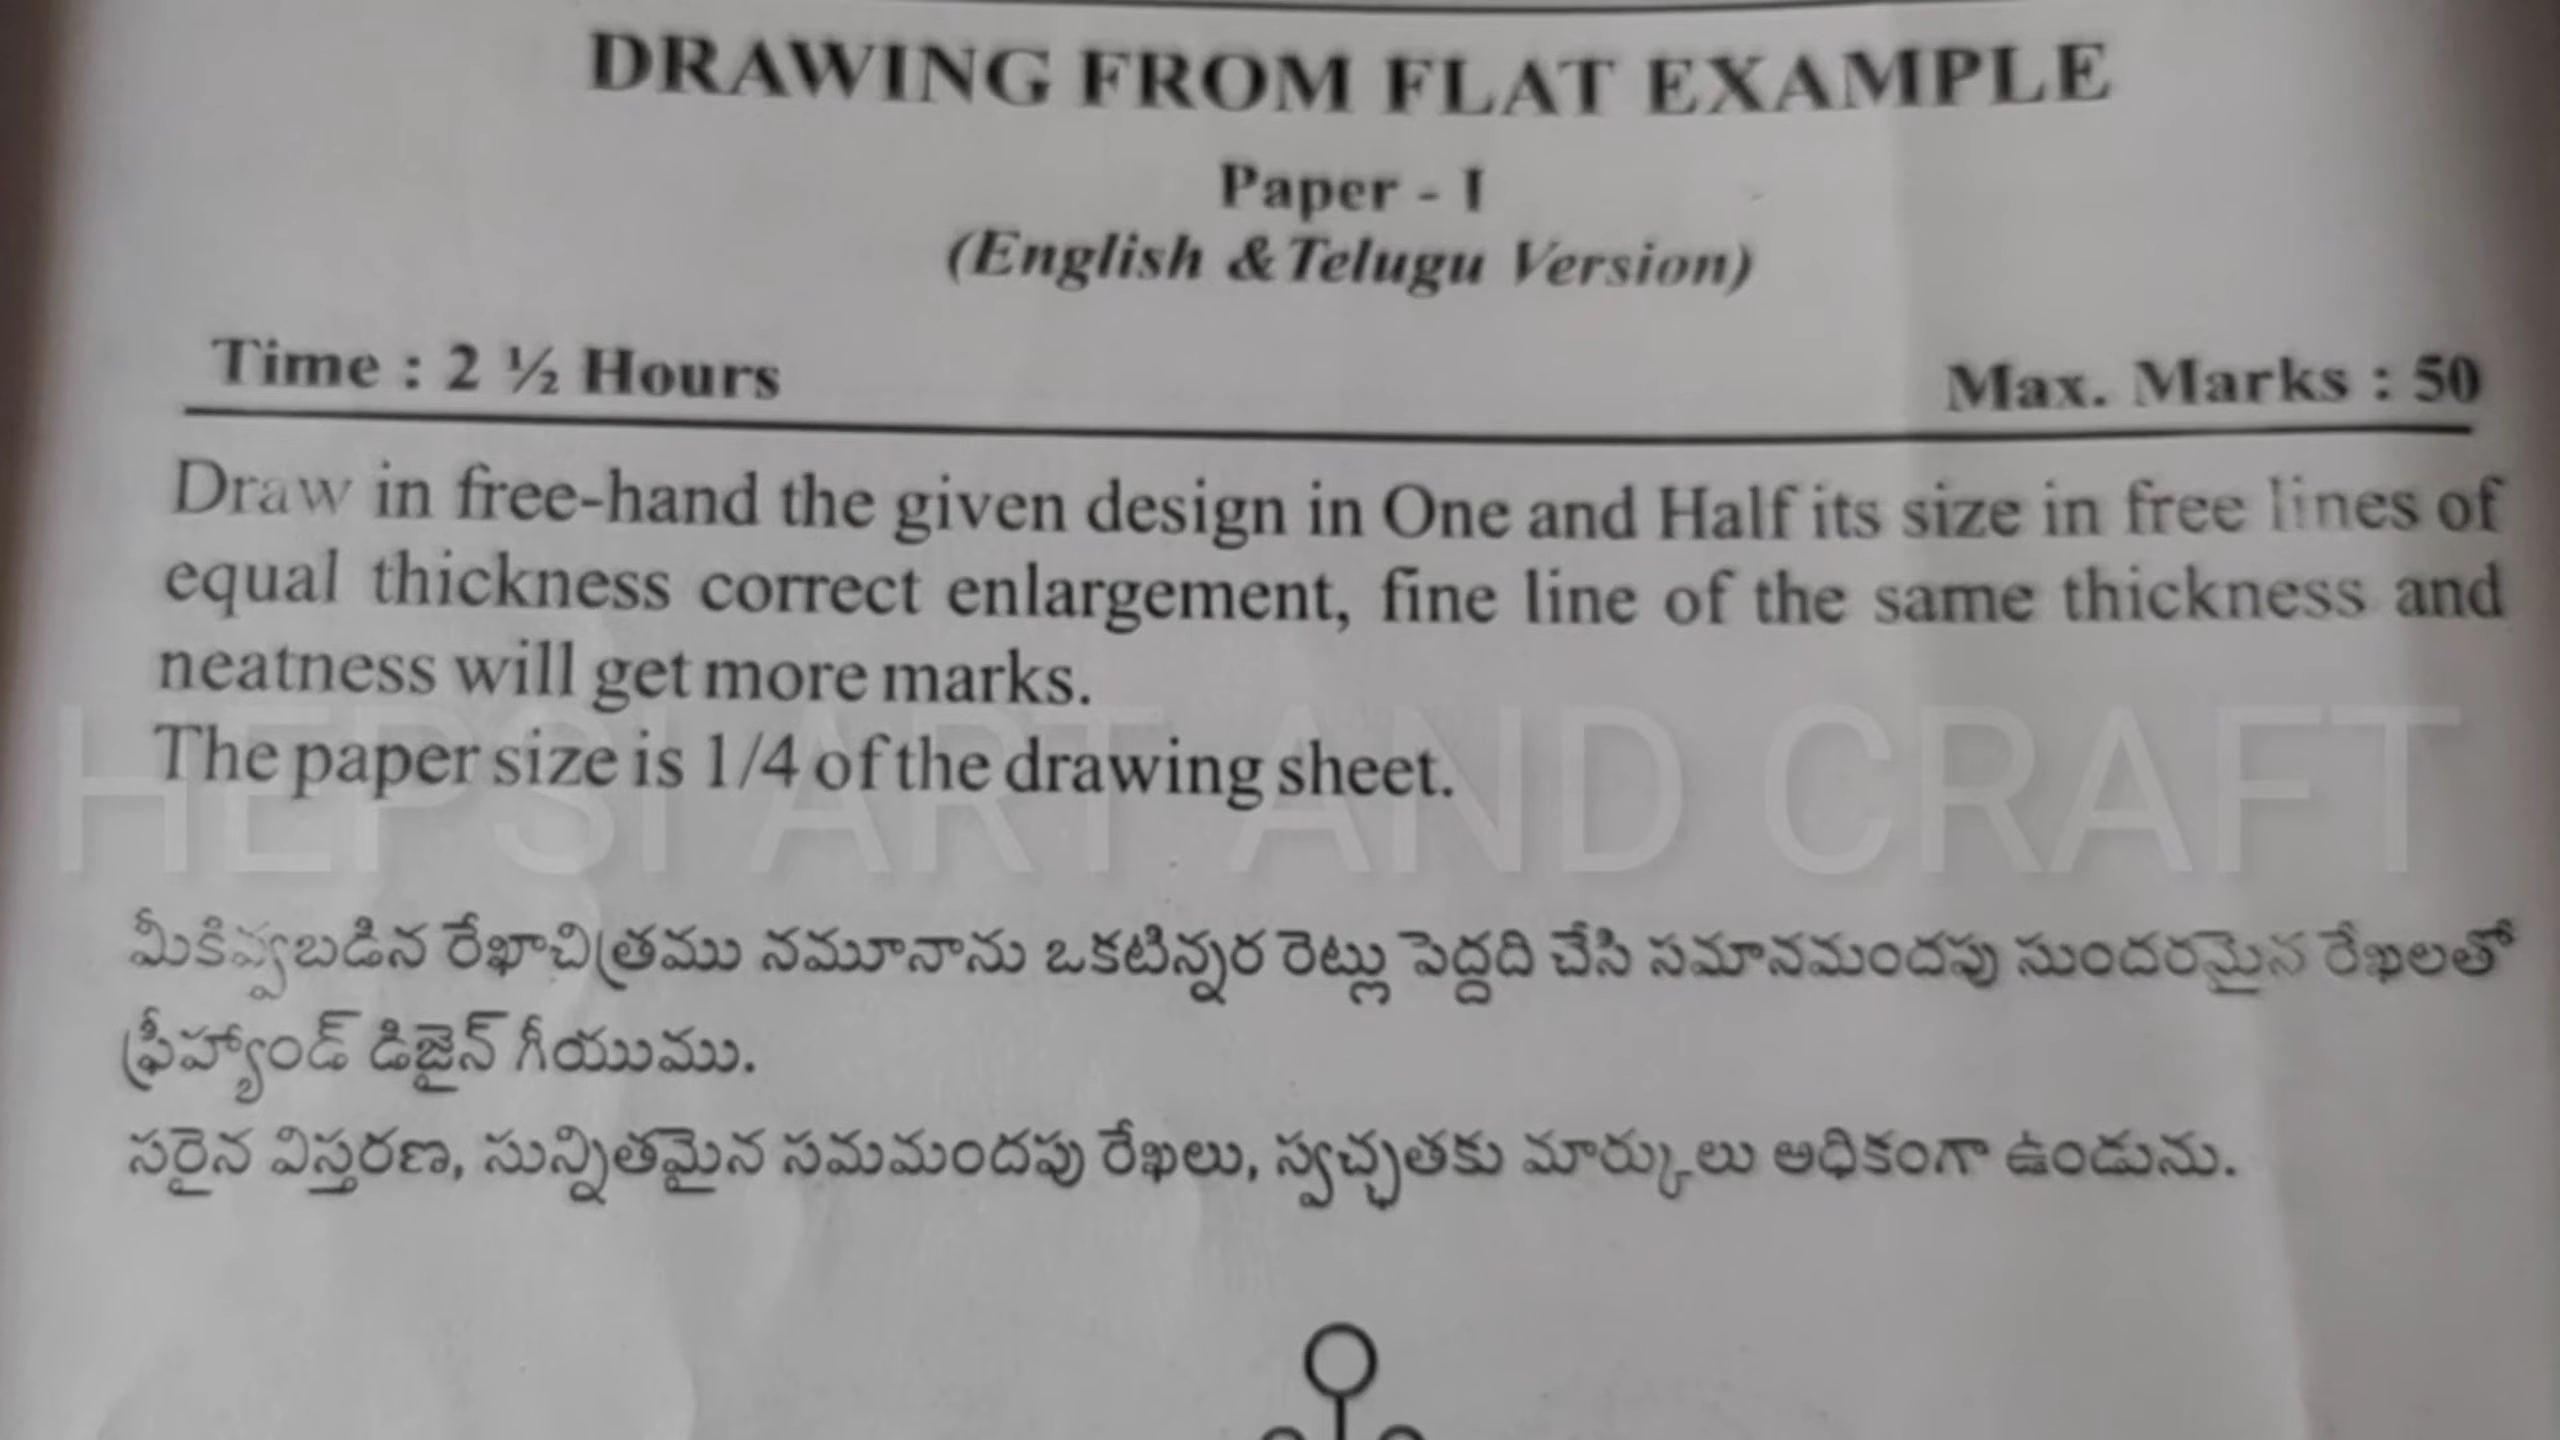 DRAWING FROM FLAT EXAMPLE
Paper - I
(English & Telugu Version)
Time : 2 ½ Hours Max. Marks : 50
Draw in free-hand the given design in One and Half its size in free lines of
equal thickness correct enlargement, fine line of the same thickness and
neatness will get more marks.
The paper size is 1/4 of the drawing sheet.
HEPSI ART AND CRAFT
మీకివ్వబడిన రేఖాచిత్రము నమూనాను ఒకటిన్నర రెట్లు పెద్దది చేసి సమానమందపు సుందరమైన రేఖలతో
ఫ్రీహ్యాండ్ డిజైన్ గీయుము.
సరైన విస్తరణ, సున్నితమైన సమమందపు రేఖలు, స్వచ్ఛతకు మార్కులు అధికంగా ఉండును.